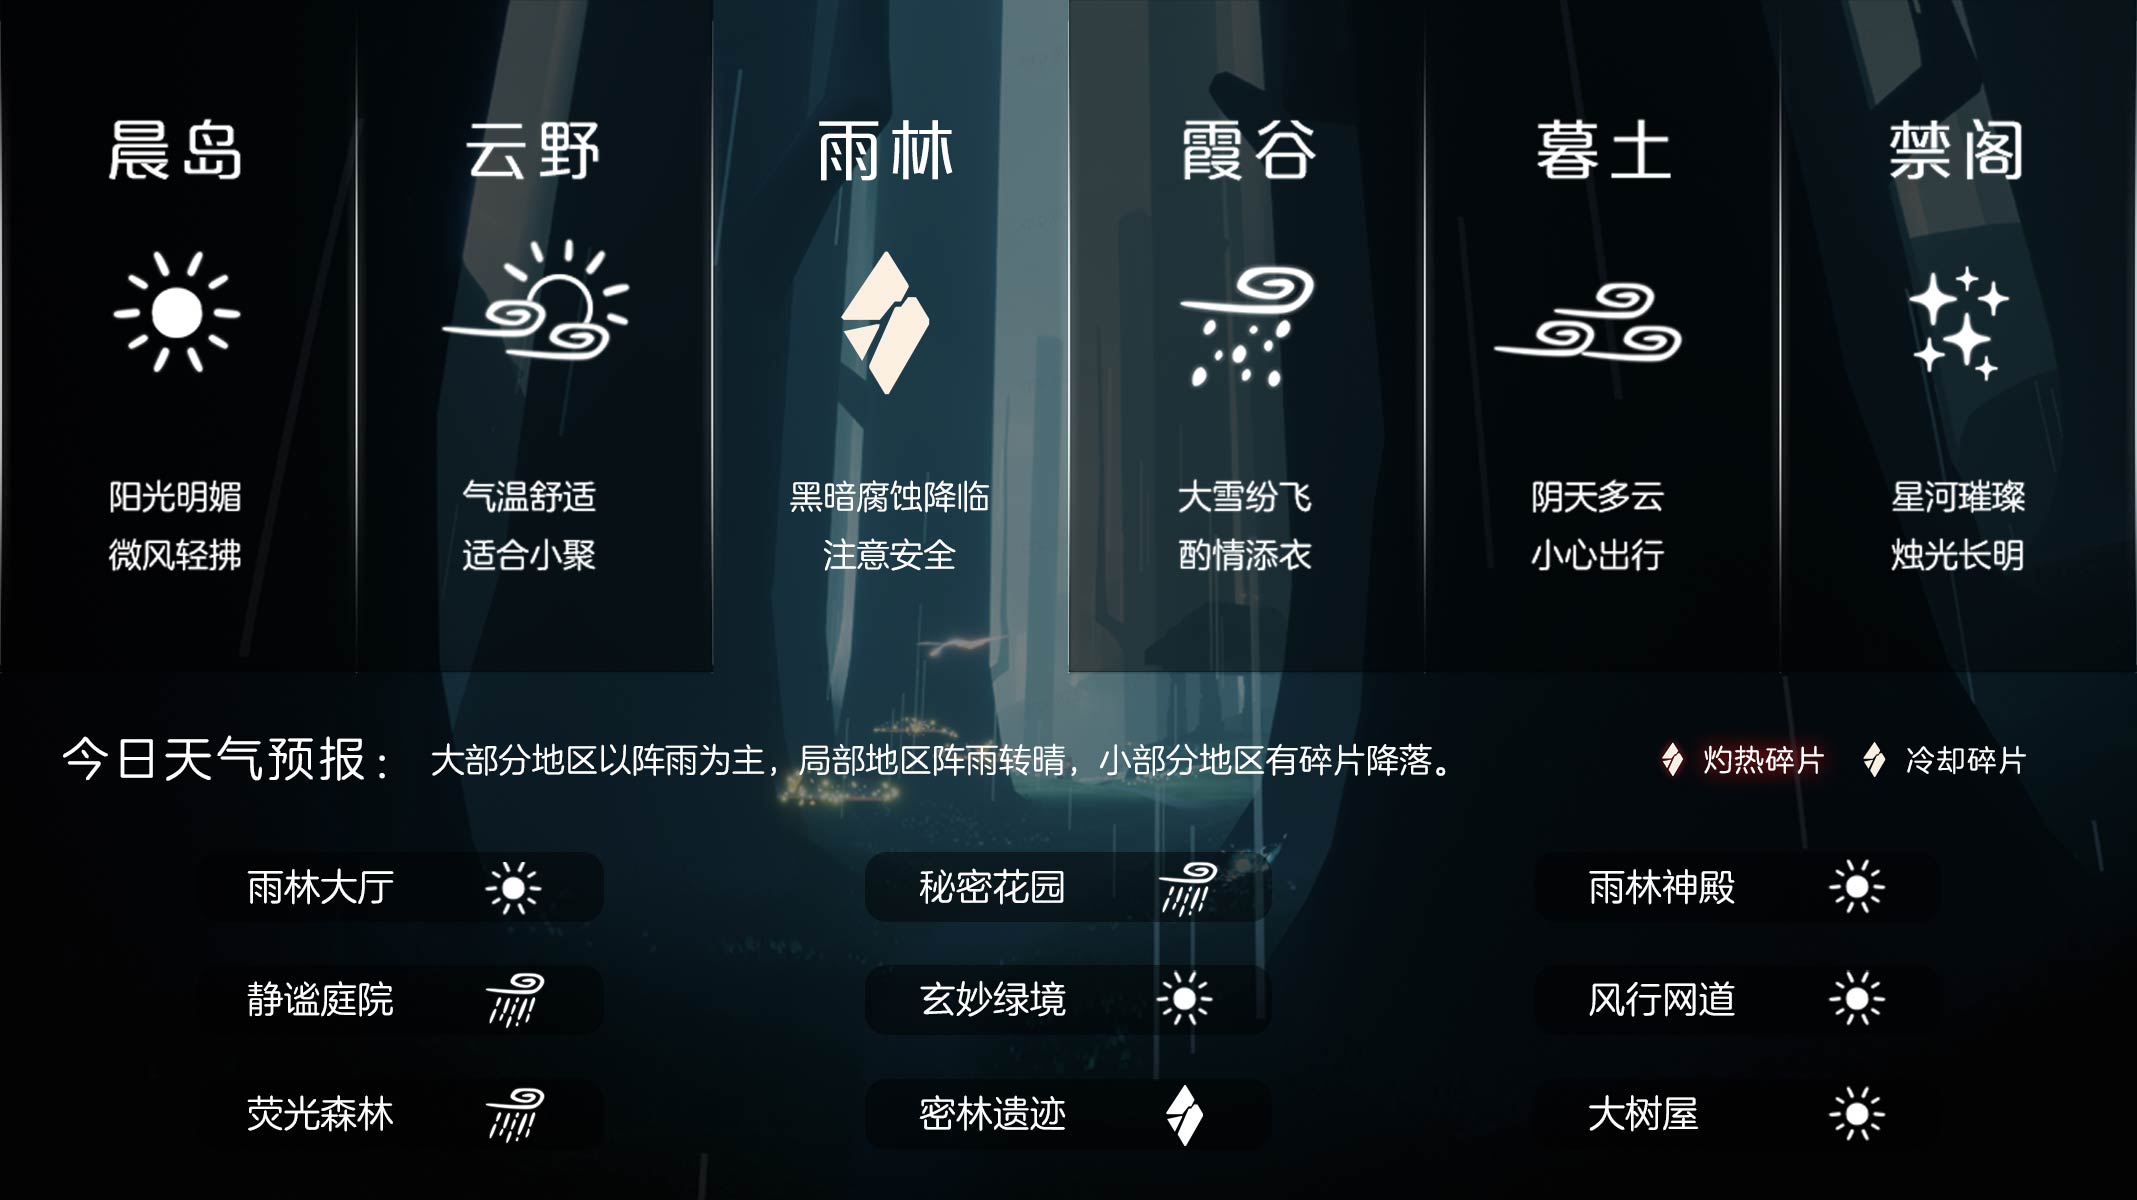 晨岛
云野
雨林
霞谷
暮土
禁阁
阳光明媚
微风轻拂
气温舒适
适合小聚
黑暗腐蚀降临
注意安全
大雪纷飞
酌情添衣
阴天多云
小心出行
星河璀璨
烛光长明
今日天气预报：
大部分地区以阵雨为主，局部地区阵雨转晴，小部分地区有碎片降落。
灼热碎片
冷却碎片
雨林大厅
秘密花园
雨林神殿
静谧庭院
玄妙绿境
风行网道
荧光森林
密林遗迹
大树屋